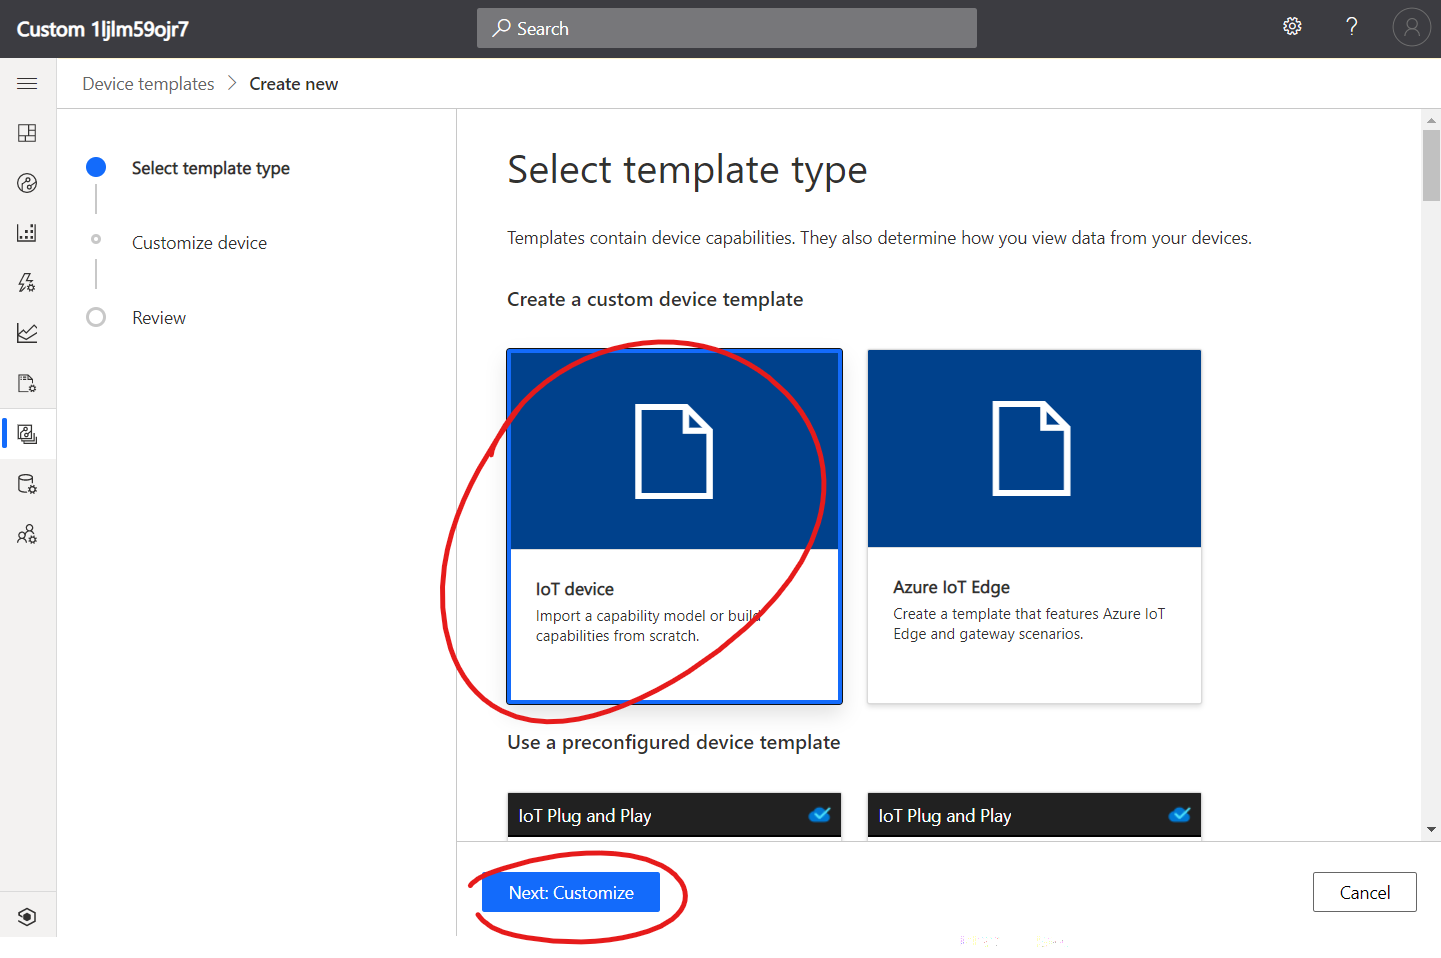 Custom 1ljlm59ojr7
Search
?
Device templates > Create new
Select template type
Customize device
Review
Select template type
Templates contain device capabilities. They also determine how you view data from your devices.
Create a custom device template
IoT device
Import a capability model or build
capabilities from scratch.
Azure IoT Edge
Create a template that features Azure IoT
Edge and gateway scenarios.
Use a preconfigured device template
IoT Plug and Play
IoT Plug and Play
Next: Customize
Cancel